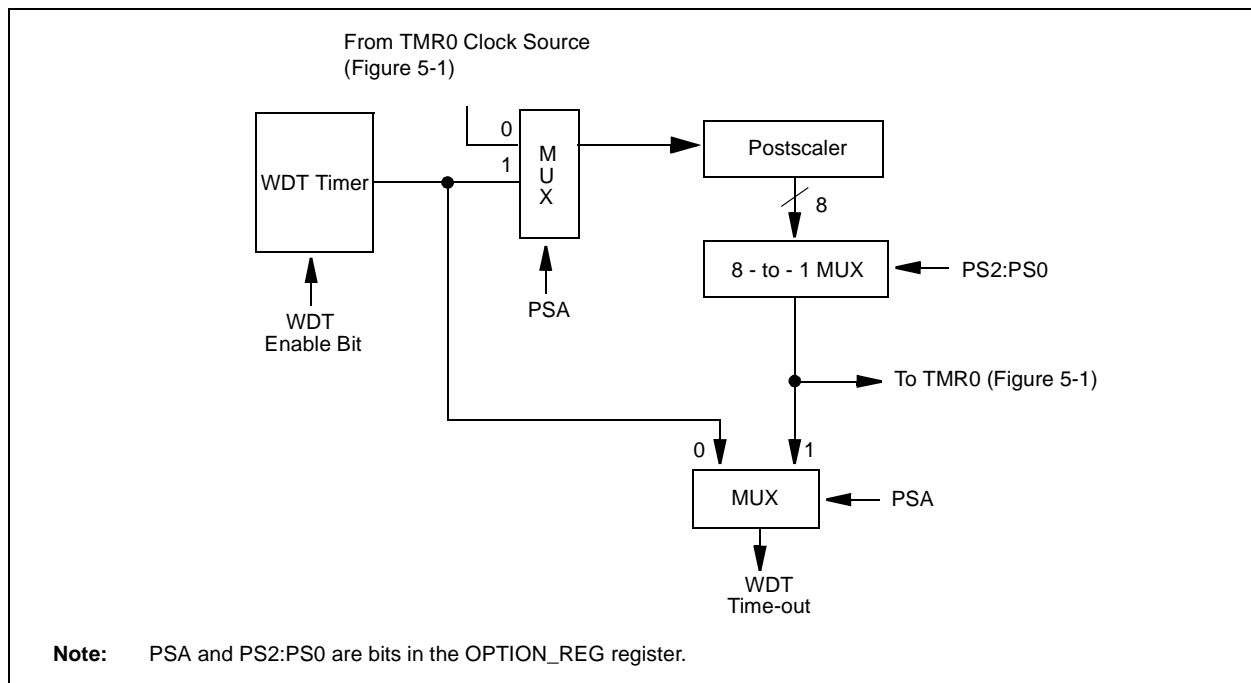 From TMR0 Clock Source
(Figure 5-1)
0
1
M
U
X
WDT Timer
Postscaler
8
8 - to - 1 MUX
PS2:PS0
PSA
WDT
Enable Bit
To TMR0 (Figure 5-1)
0
1
MUX
PSA
WDT
Time-out
Note: PSA and PS2:PS0 are bits in the OPTION_REG register.